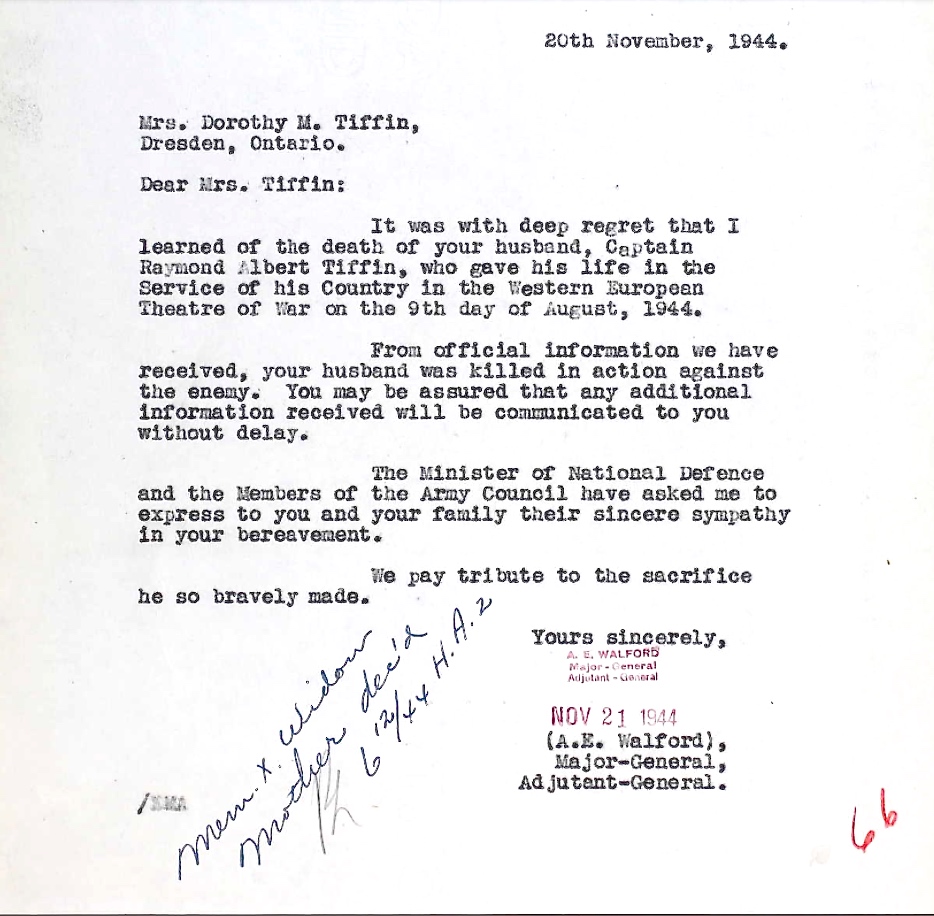 20th November, 1944.
Mrs. Dorothy M. Tiffin,
Dresden, Ontario.
Dear Mrs. Tiffin:
It was with deep regret that I
learned of the death of your husband, Captain
Raymond Albert Tiffin, who gave his life in the
Service of his Country in the Western European
Theatre of War on the 9th day of August, 1944.
From official information we have
received, your husband was killed in action against
the enemy. You may be assured that any additional
information received will be communicated to you
without delay.
The Minister of National Defence
and the Members of the Army Council have asked me to
express to you and your family their sincere sympathy
in your bereavement.
We pay tribute to the sacrifice
he so bravely made.
Yours sincerely,
A. E. WALFORD
Major-General
Adjutant-General
NOV 21 1944
(A.E. Walford),
Major-General,
Adjutant-General.
Mem. X. Widow
Mother dec'd
6 12/44 H.A.2
66